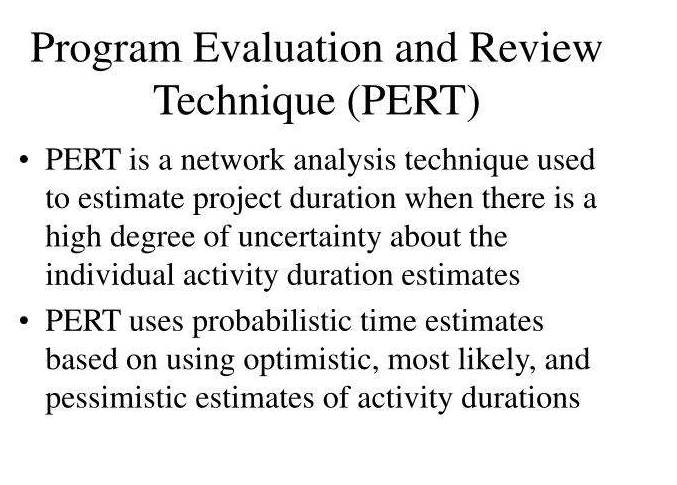 Program Evaluation and Review
Technique (PERT)
• PERT is a network analysis technique used
to estimate project duration when there is a
high degree of uncertainty about the
individual activity duration estimates
• PERT uses probabilistic time estimates
based on using optimistic, most likely, and
pessimistic estimates of activity durations